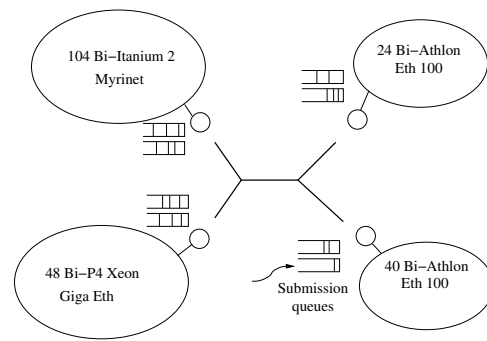 104 Bi−Itanium 2
Myrinet
24 Bi−Athlon
Eth 100
48 Bi−P4 Xeon
Giga Eth
Submission
queues
40 Bi−Athlon
Eth 100